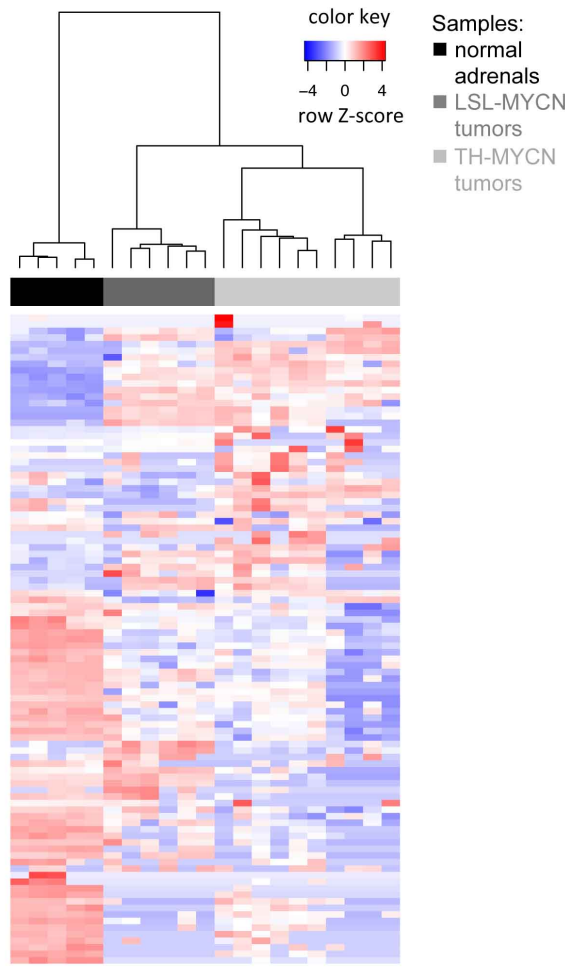 color key
−4 0 4
row Z-score
Samples:
normal
adrenals
LSL-MYCN
tumors
TH-MYCN
tumors